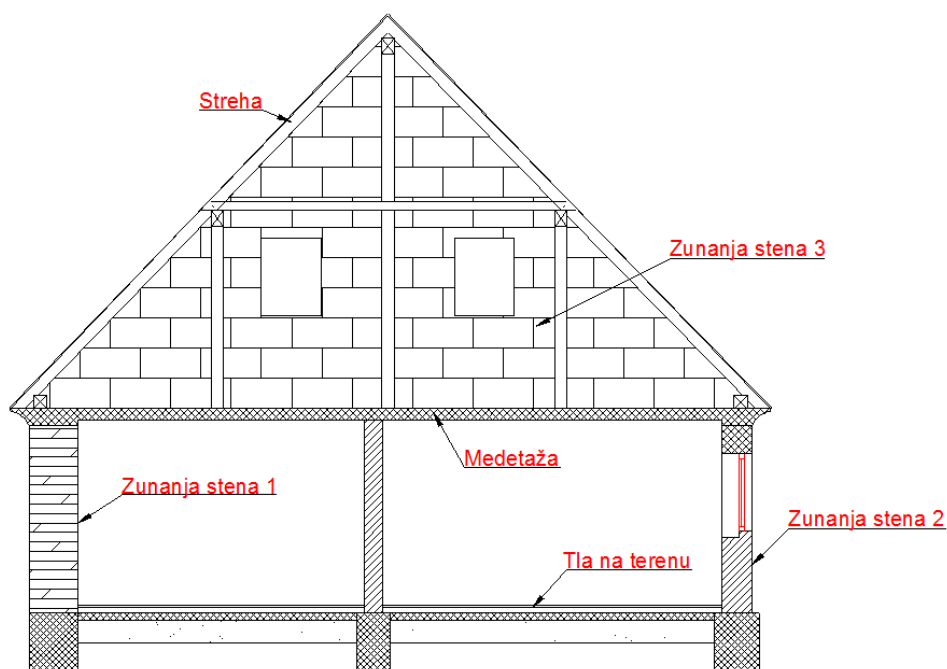 Streha
Zunanja stena 3
Medetaža
Zunanja stena 1
Zunanja stena 2
Tla na terenu